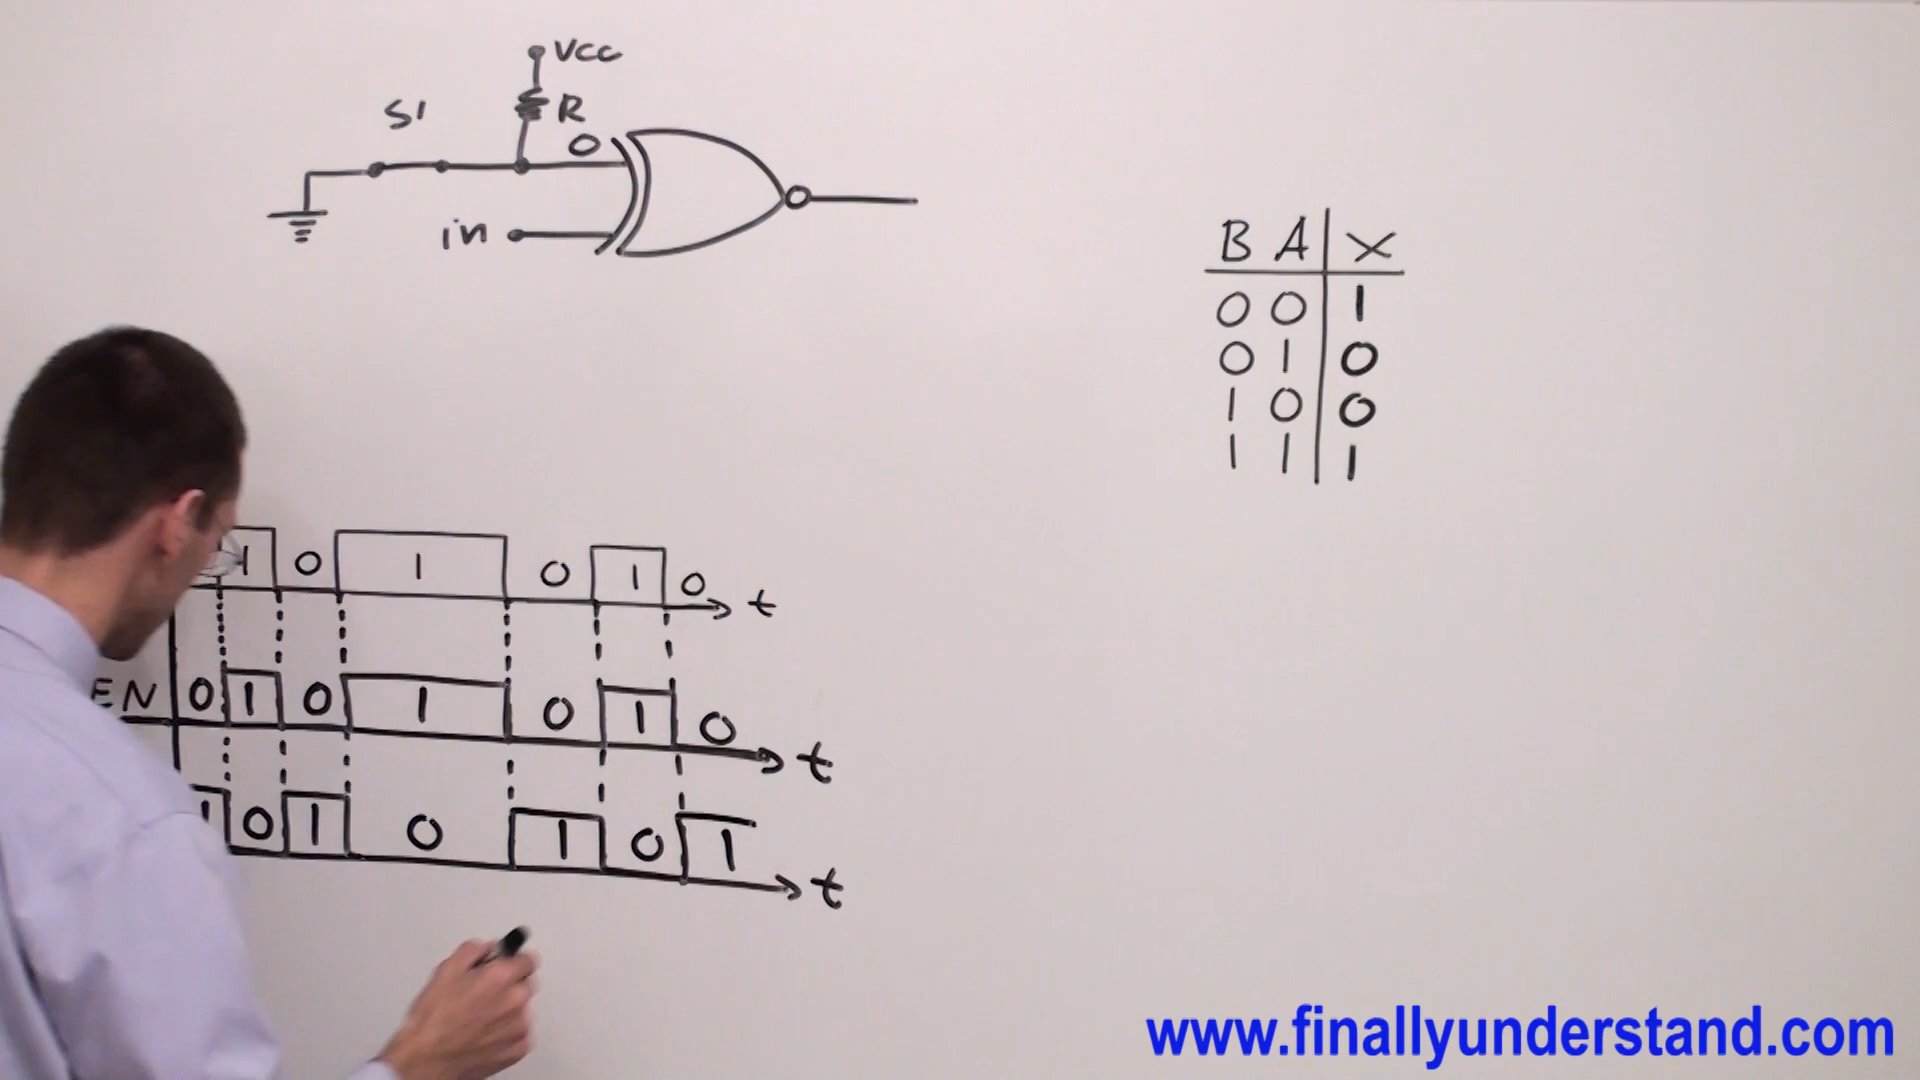 VCC
S1
R
0
in
B A X
0 0 1
0 1 0
1 0 0
1 1 1
1 0 1 0 1 0 t
EN 0 1 0 1 0 1 0 t
1 0 1 0 1 0 1 t
www.finallyunderstand.com